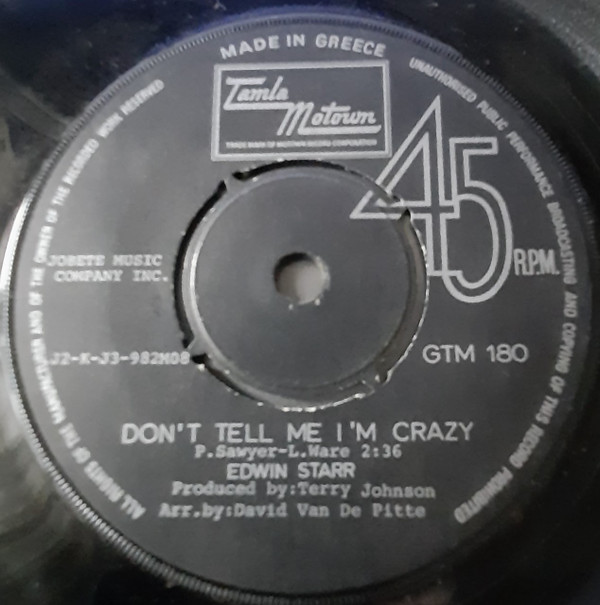 MADE IN GREECE
UNAUTHORISED PUBLIC PERFORMANCE BROADCASTING AND COPYING OF THIS RECORD PROHIBITED
ALL RIGHTS OF THE MANUFACTURER AND OF THE OWNER OF THE RECORDED WORK RESERVED
Tamla
Motown
TRADE MARK OF MOTOWN RECORD CORPORATION
45
R.P.M.
JOBETE MUSIC
COMPANY INC.
J2-K-J3-982M08
GTM 180
DON'T TELL ME I'M CRAZY
P.Sawyer-L.Ware 2:36
EDWIN STARR
Produced by:Terry Johnson
Arr.by:David Van De Pitte